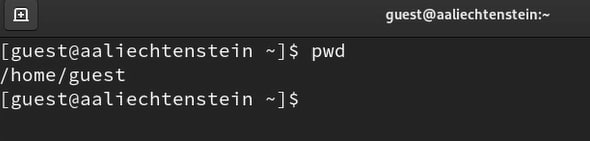 guest@aaliechtenstein:~
[guest@aaliechtenstein ~]$ pwd
/home/guest
[guest@aaliechtenstein ~]$